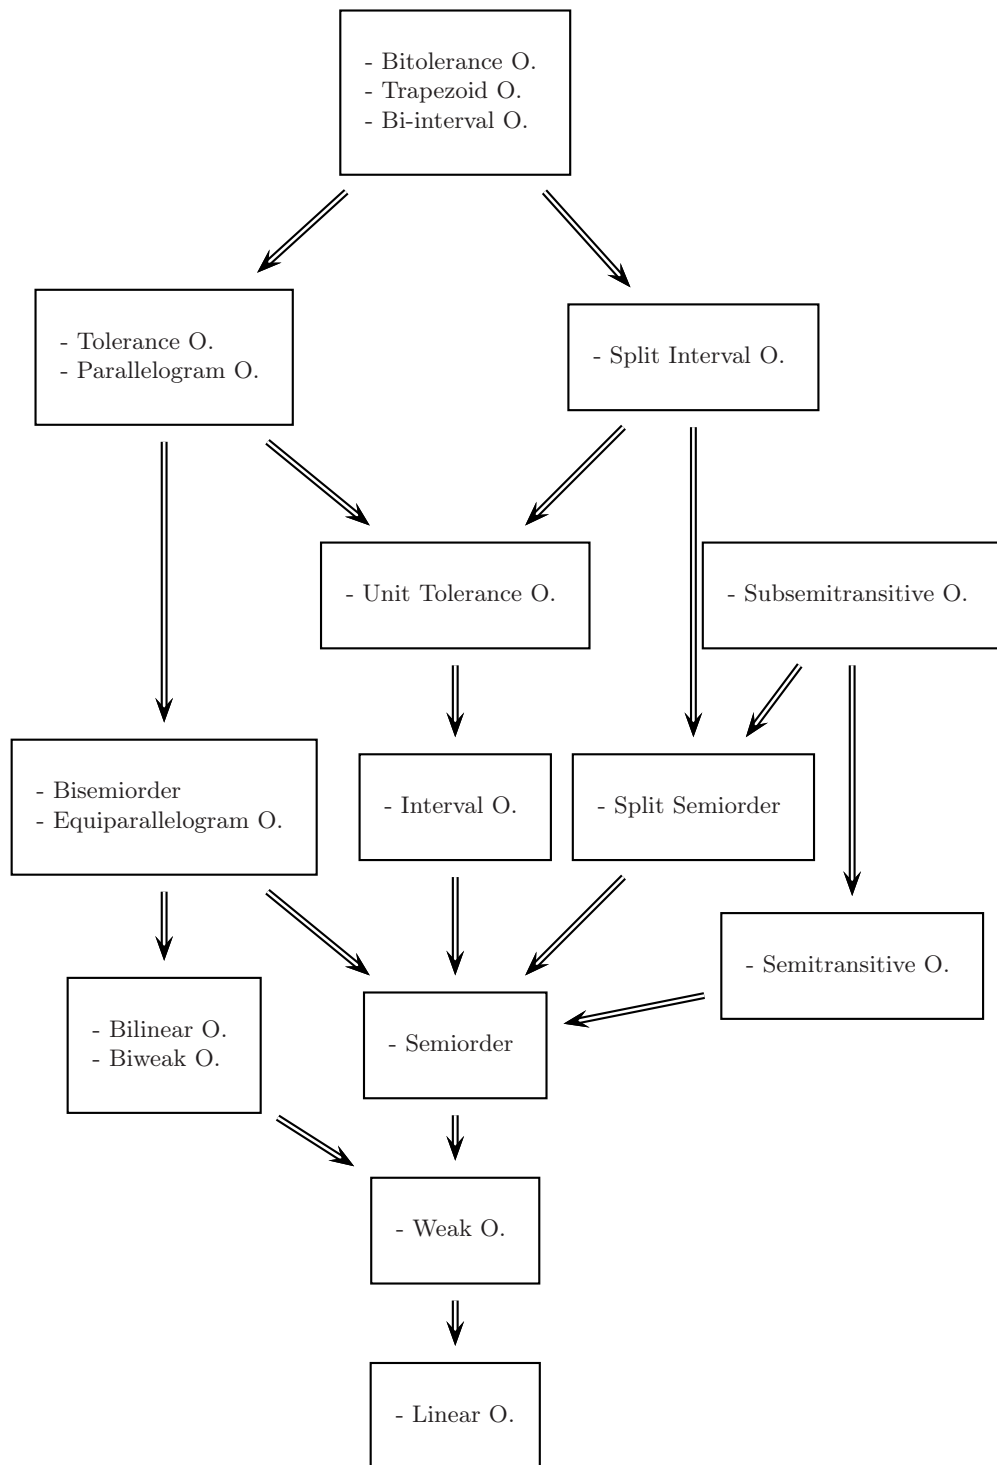 - Bitolerance O.
- Trapezoid O.
- Bi-interval O.
- Tolerance O.
- Parallelogram O.
- Split Interval O.
- Unit Tolerance O.
- Subsemitransitive O.
- Bisemiorder
- Equiparallelogram O.
- Interval O.
- Split Semiorder
- Semitransitive O.
- Bilinear O.
- Biweak O.
- Semiorder
- Weak O.
- Linear O.